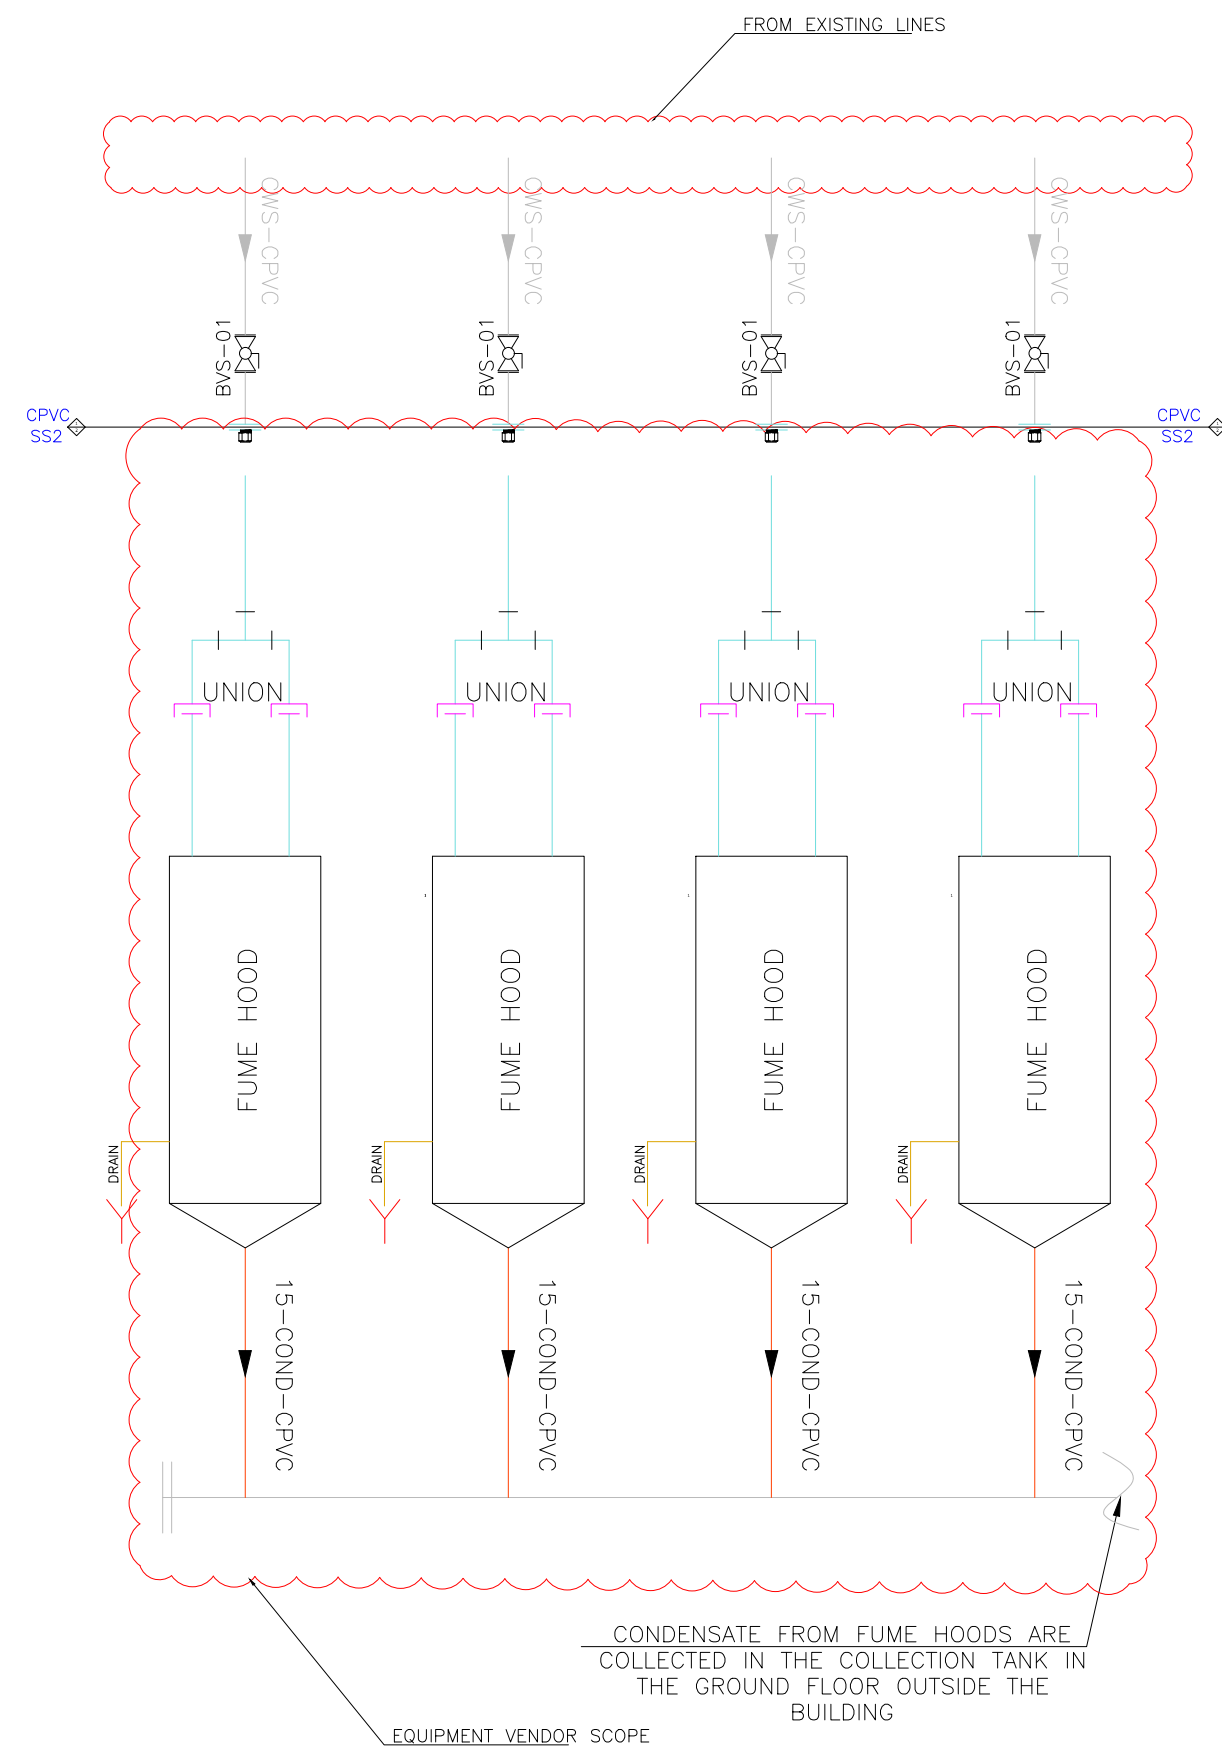 FROM EXISTING LINES
CWS-CPVC
CWS-CPVC
CWS-CPVC
CWS-CPVC
BVS-01
BVS-01
BVS-01
BVS-01
CPVC
SS2
CPVC
SS2
UNION
UNION
UNION
UNION
FUME HOOD
FUME HOOD
FUME HOOD
FUME HOOD
DRAIN
DRAIN
DRAIN
DRAIN
15-COND-CPVC
15-COND-CPVC
15-COND-CPVC
15-COND-CPVC
CONDENSATE FROM FUME HOODS ARE
COLLECTED IN THE COLLECTION TANK IN
THE GROUND FLOOR OUTSIDE THE
BUILDING
EQUIPMENT VENDOR SCOPE